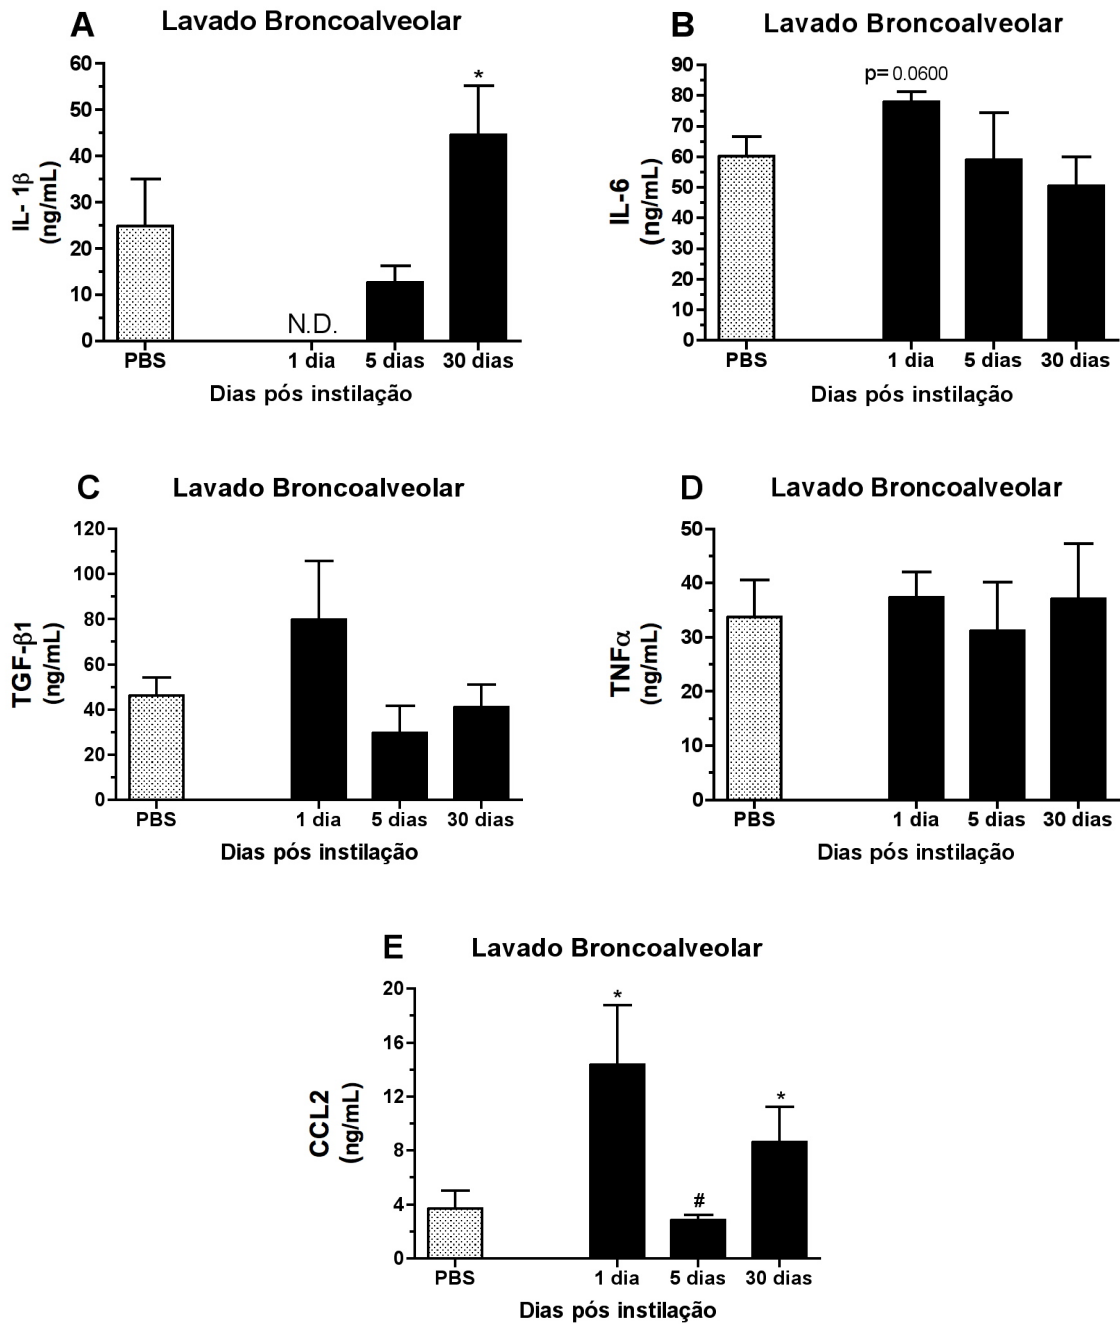 A
Lavado Broncoalveolar
60
50
40
30
20
10
0
IL- 1β
(ng/mL)
*
N.D.
PBS
1 dia
5 dias
30 dias
Dias pós instilação
B
Lavado Broncoalveolar
90
80
70
60
50
40
30
20
10
0
IL-6
(ng/mL)
p= 0.0600
PBS
1 dia
5 dias
30 dias
Dias pós instilação
C
Lavado Broncoalveolar
120
100
80
60
40
20
0
TGF-β1
(ng/mL)
PBS
1 dia
5 dias
30 dias
Dias pós instilação
D
Lavado Broncoalveolar
50
40
30
20
10
0
TNFα
(ng/mL)
PBS
1 dia
5 dias
30 dias
Dias pós instilação
E
Lavado Broncoalveolar
20
16
12
8
4
0
CCL2
(ng/mL)
*
#
*
PBS
1 dia
5 dias
30 dias
Dias pós instilação